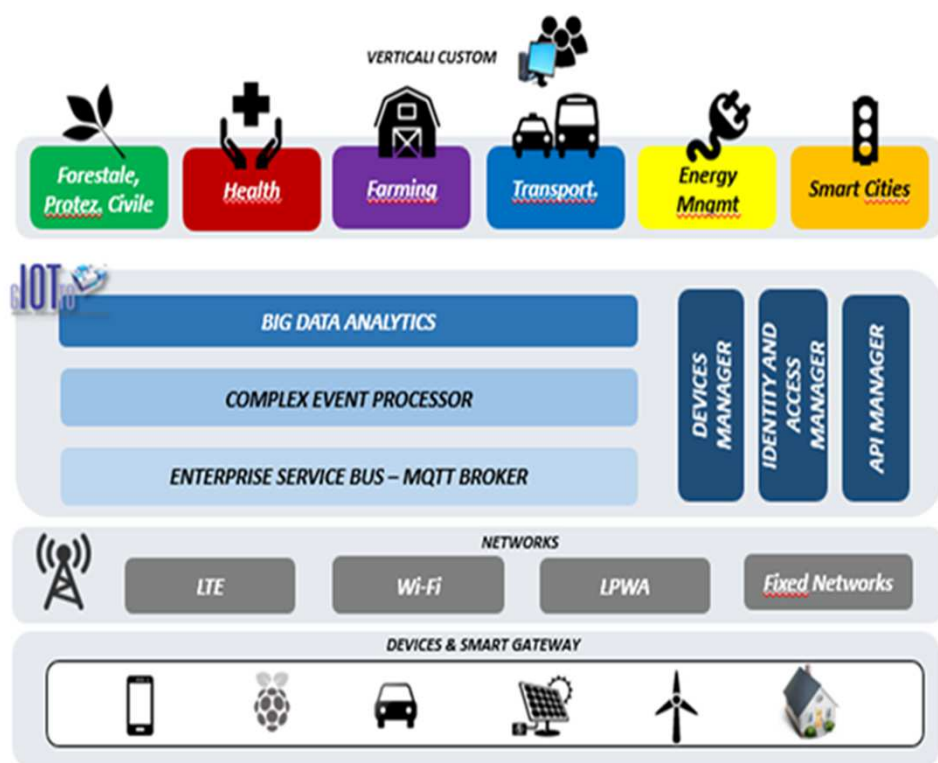 VERTICALI CUSTOM
Forestale,
Protez. Civile
Health
Farming
Transport.
Energy
Mngmt
Smart Cities
gIOTTO
BIG DATA ANALYTICS
COMPLEX EVENT PROCESSOR
ENTERPRISE SERVICE BUS – MQTT BROKER
DEVICES
MANAGER
IDENTITY AND
ACCESS
MANAGER
API MANAGER
NETWORKS
LTE
Wi-Fi
LPWA
Fixed Networks
DEVICES & SMART GATEWAY